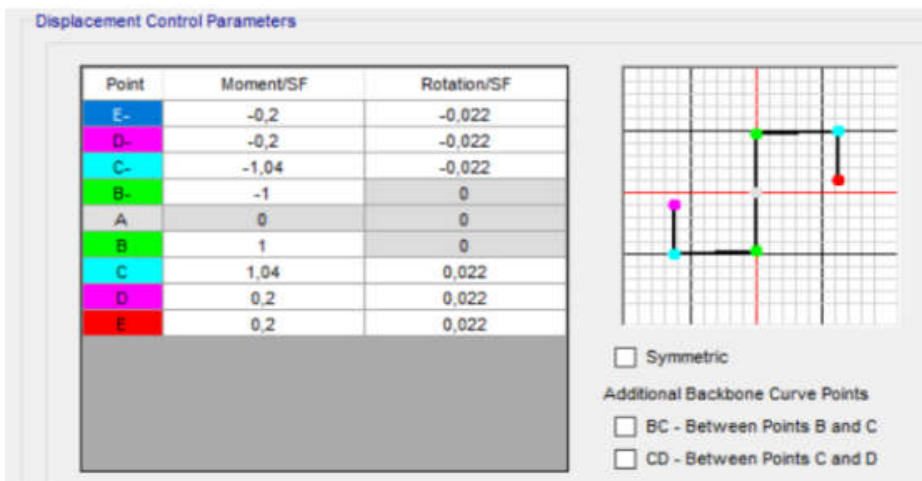 Displacement Control Parameters
Point Moment/SF Rotation/SF
E- -0,2 -0,022
D- -0,2 -0,022
C- -1,04 -0,022
B- -1 0
A 0 0
B 1 0
C 1,04 0,022
D 0,2 0,022
E 0,2 0,022
Symmetric
Additional Backbone Curve Points
BC - Between Points B and C
CD - Between Points C and D